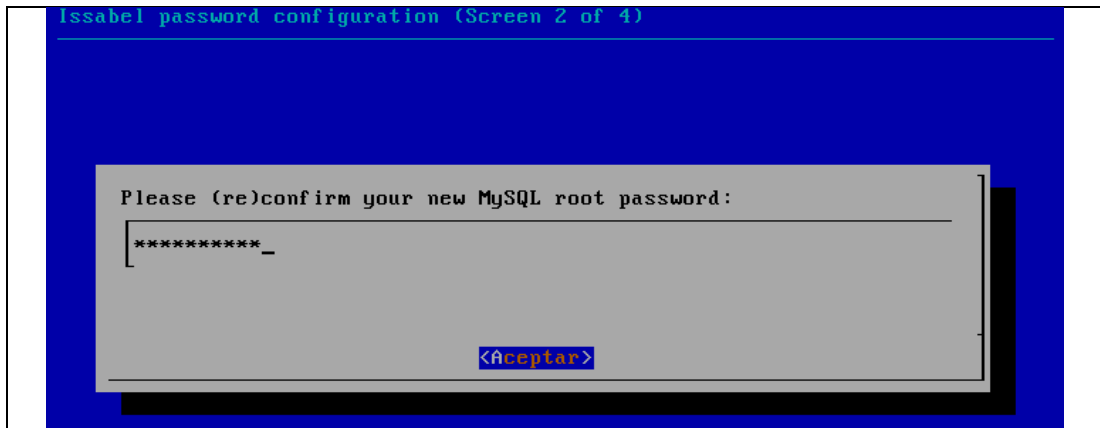 Issabel password configuration (Screen 2 of 4)
Please (re)confirm your new MySQL root password:
**********_
<Aceptar>